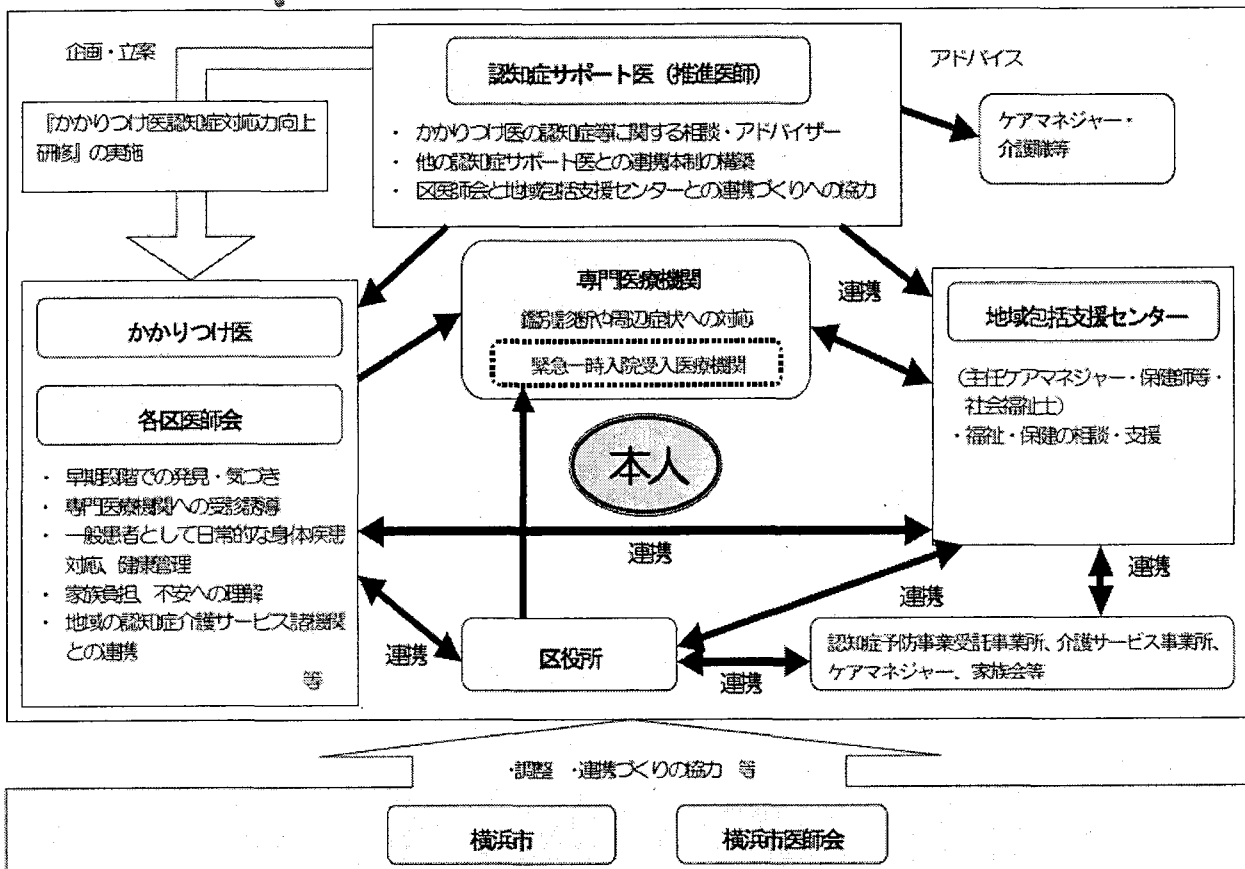 企画・立案
『かかりつけ医認知症対応力向上
研修』の実施
認知症サポート医（推進医師）
・ かかりつけ医の認知症等に関する相談・アドバイザー
・ 他の認知症サポート医との連携体制の構築
・ 区医師会と地域包括支援センターとの連携づくりへの協力
アドバイス
ケアマネジャー・
介護職等
専門医療機関
鑑別診断や周辺症状への対応
緊急一時入院受入医療機関
連携
かかりつけ医
各区医師会
・ 早期段階での発見・気づき
・ 専門医療機関への受診誘導
・ 一般患者として日常的な身体疾患
対応、健康管理
・ 家族負担、不安への理解
・ 地域の認知症介護サービス諸機関
との連携
等
本人
地域包括支援センター
（主任ケアマネジャー・保健師等・
社会福祉士）
・福祉・保健の相談・支援
連携
連携
連携
連携
連携
区役所
認知症予防事業受託事業所、介護サービス事業所、
ケアマネジャー、家族会等
・調整 ・連携づくりの協力 等
横浜市
横浜市医師会